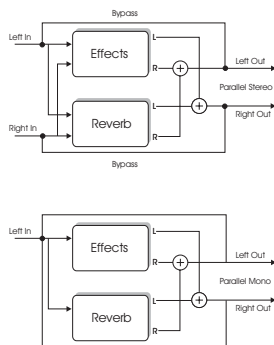 Bypass
Left In
Effects
L
R
Left Out
Parallel Stereo
Right Out
L
Reverb
R
Right In
Bypass
Left In
Effects
L
R
Left Out
Parallel Mono
Right Out
L
Reverb
R